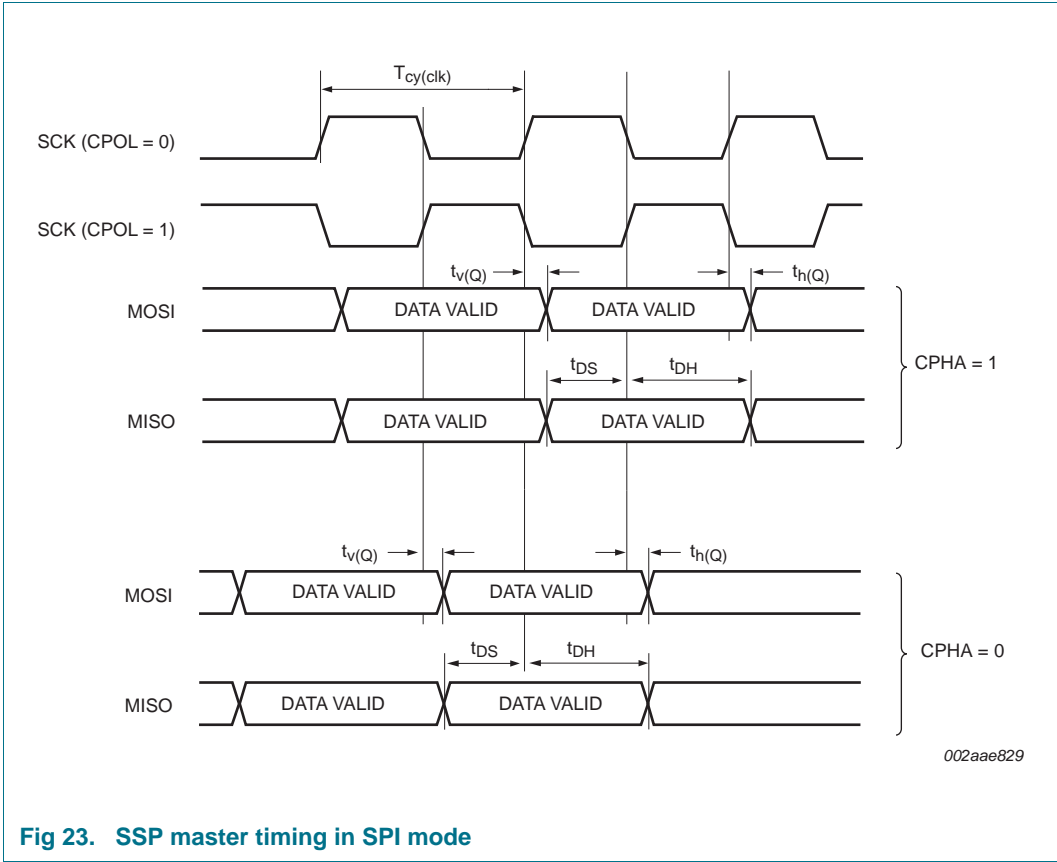 Tcy(clk)
SCK (CPOL = 0)
SCK (CPOL = 1)
tv(Q) th(Q)
MOSI DATA VALID DATA VALID
tDS tDH
CPHA = 1
MISO DATA VALID DATA VALID
tv(Q) th(Q)
MOSI DATA VALID DATA VALID
tDS tDH
CPHA = 0
MISO DATA VALID DATA VALID
002aae829
Fig 23. SSP master timing in SPI mode